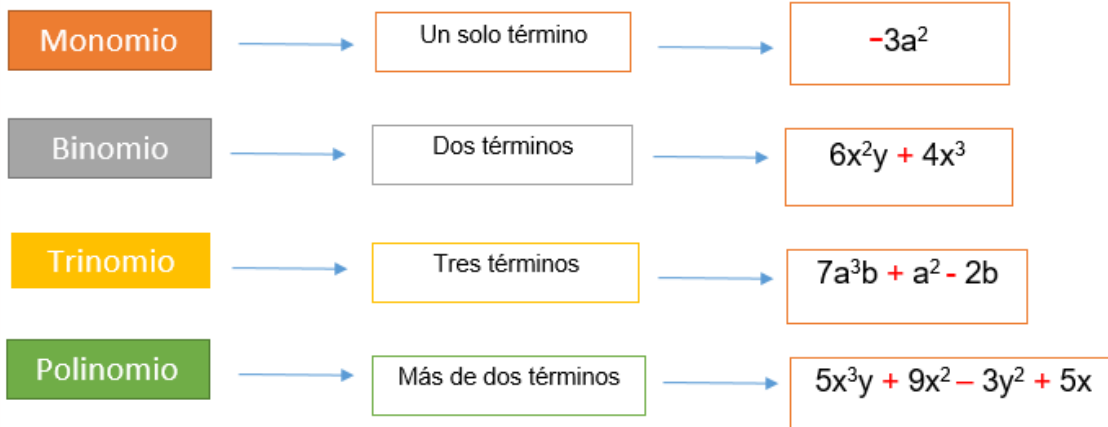 Monomio Un solo término -3a²
Binomio Dos términos 6x²y + 4x³
Trinomio Tres términos 7a³b + a² - 2b
Polinomio Más de dos términos 5x³y + 9x² – 3y² + 5x